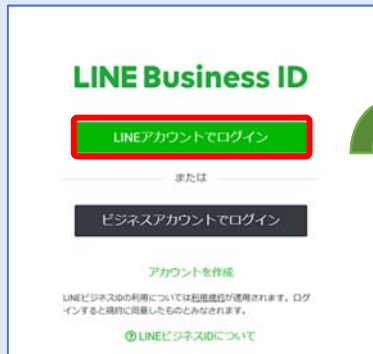 LINE Business ID
LINEアカウントでログイン
または
ビジネスアカウントでログイン
アカウントを作成
LINEビジネスIDの利用については利用規約が適用されます。ログ
インすると規約に同意したものとみなされます。
?LINEビジネスIDについて